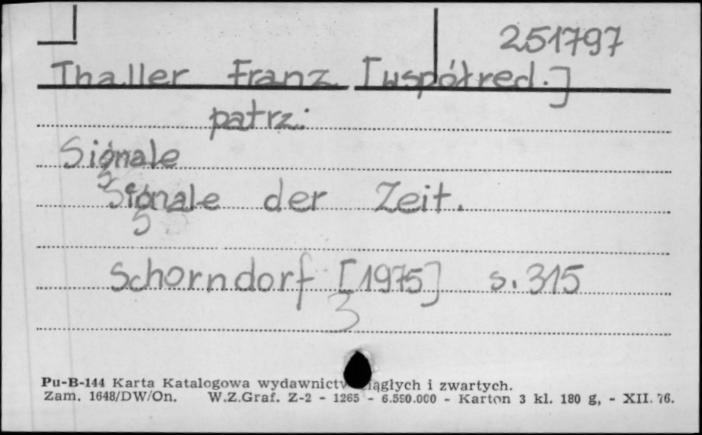 251797
Thaller Franz [współred.]
patrz:
Signale
Signale der Zeit.
Schorndorf [1975] s. 315
Pu-B-144 Karta Katalogowa wydawnictw ciągłych i zwartych.
Zam. 1648/DW/On. W.Z.Graf. Z-2 - 1265 - 6.550.000 - Karton 3 kl. 180 g, - XII. 76.